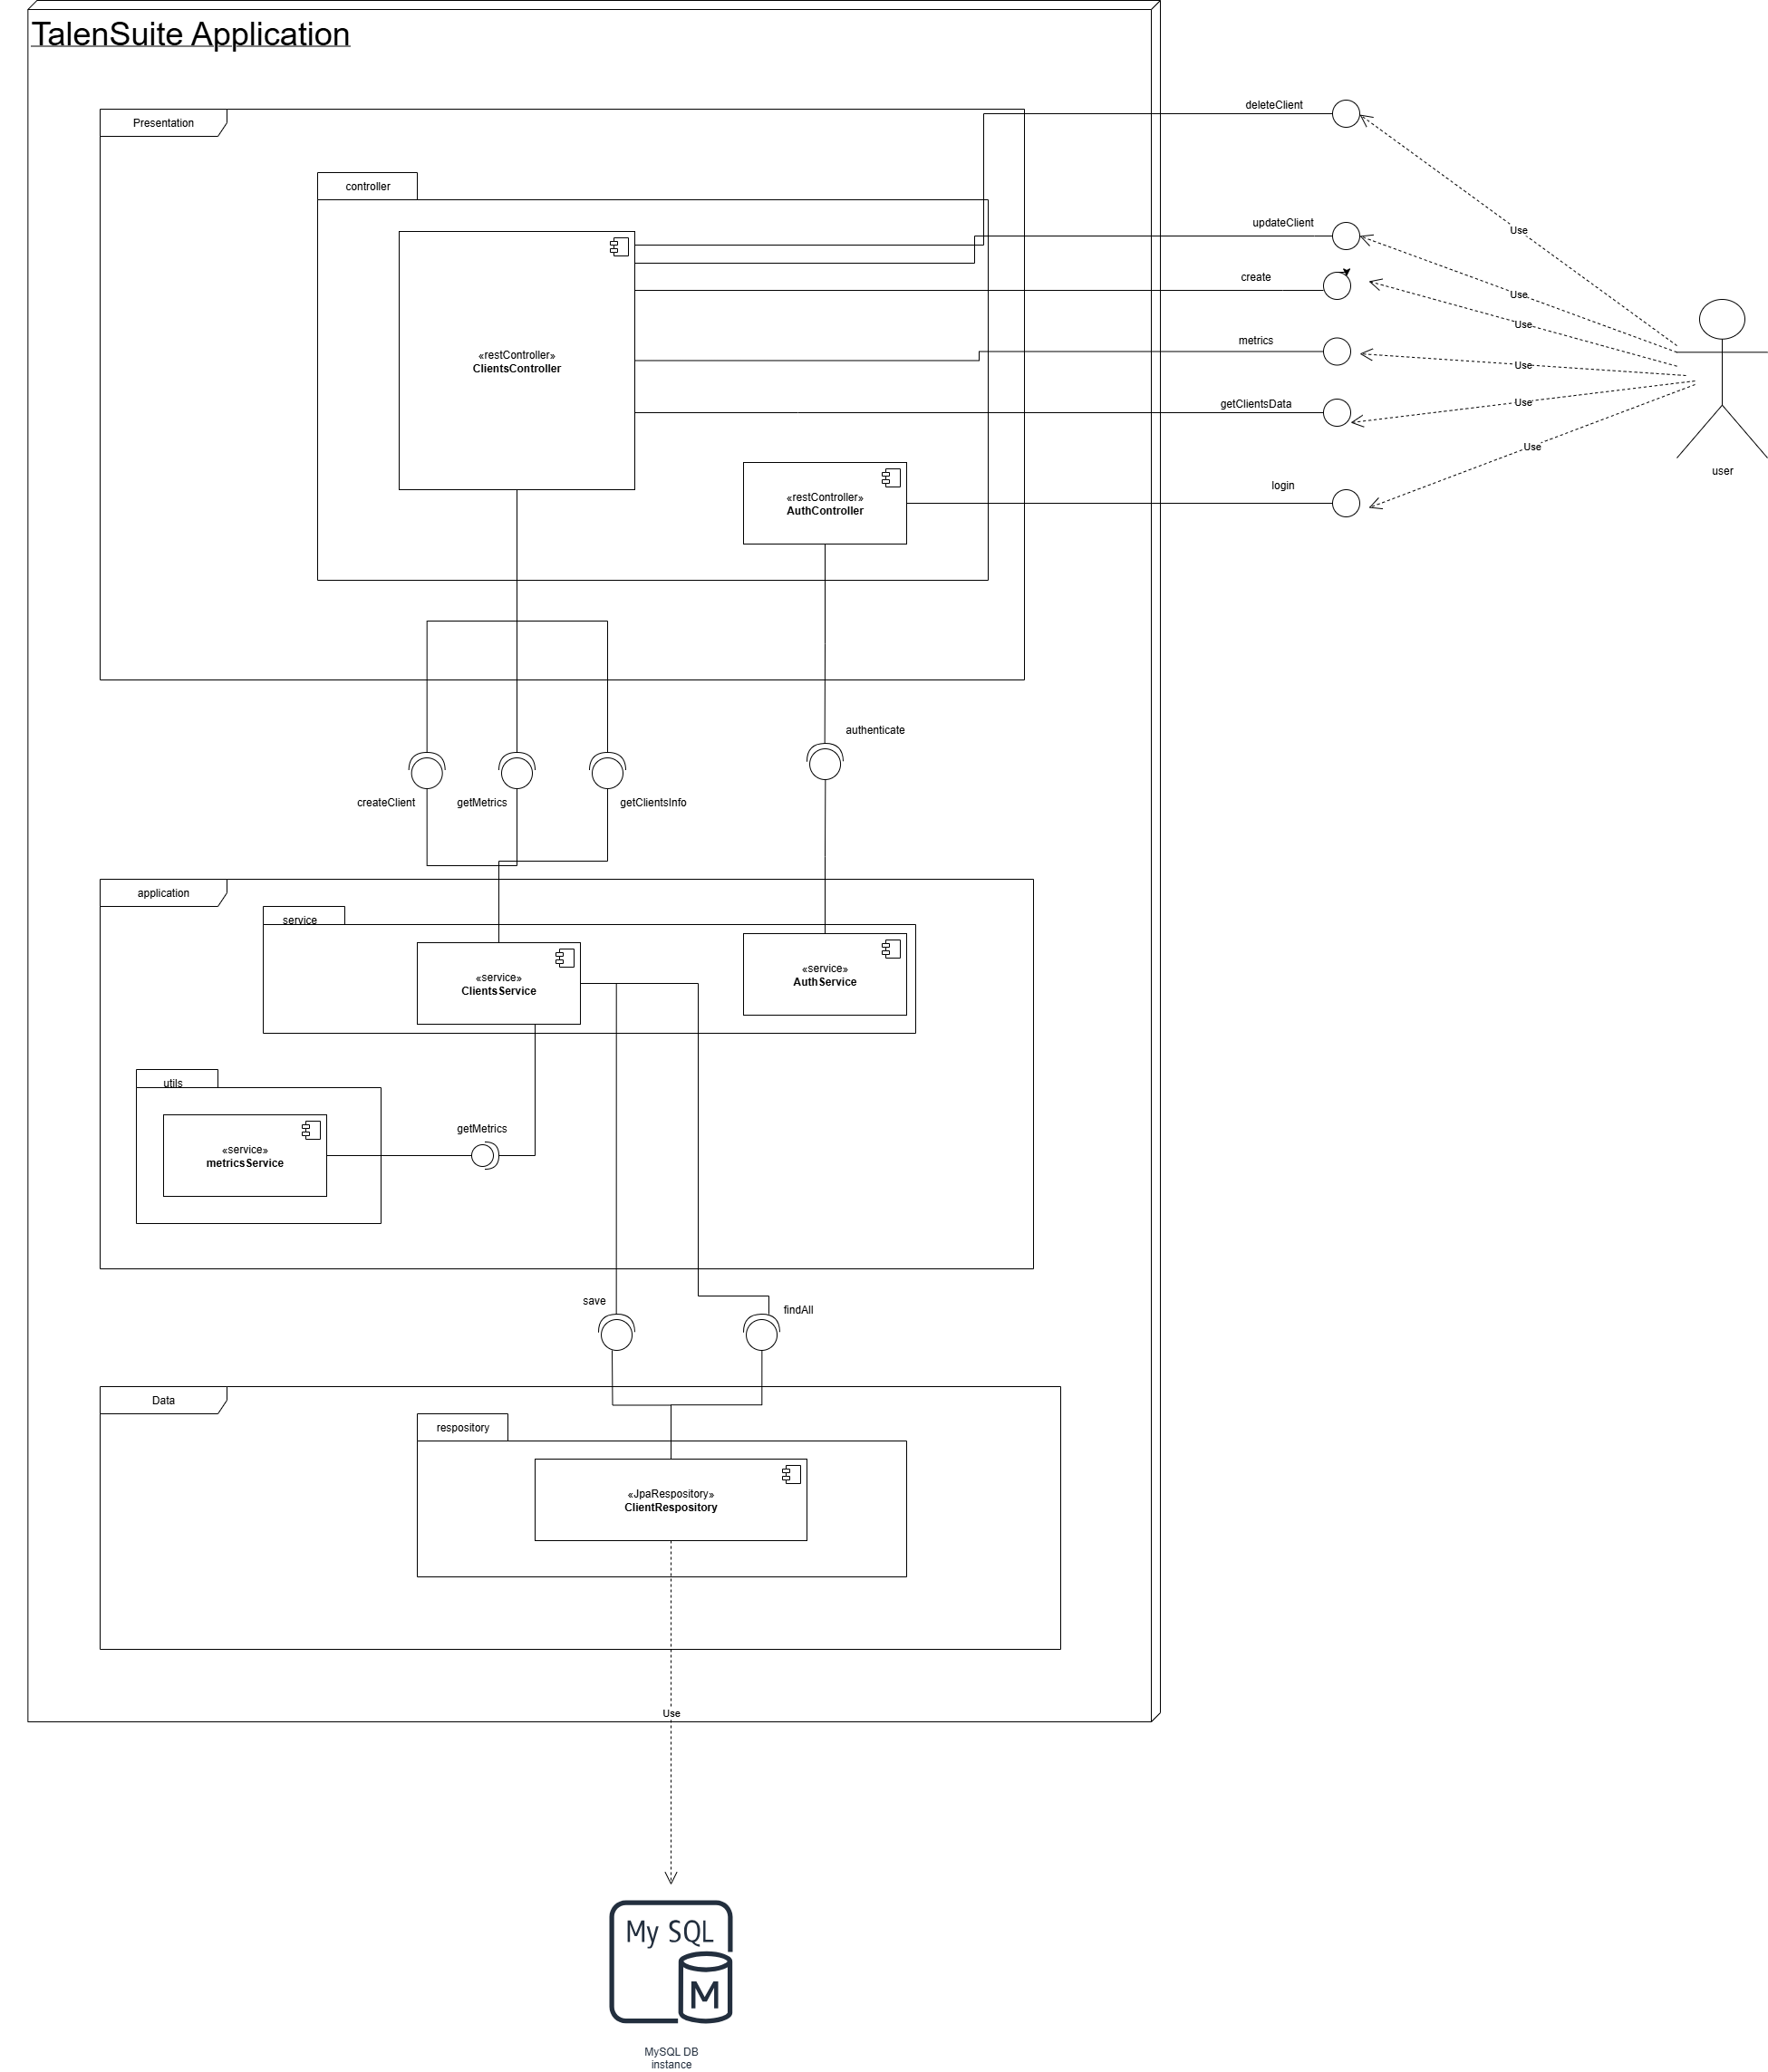 TalenSuite Application
Presentation
deleteClient
controller
updateClient
Use
create
Use
Use
metrics
«restController»
ClientsController
Use
getClientsData
Use
Use
user
login
«restController»
AuthController
authenticate
createClient
getMetrics
getClientsInfo
application
service
«service»
ClientsService
«service»
AuthService
utils
getMetrics
«service»
metricsService
save
findAll
Data
respository
«JpaRespository»
ClientRespository
Use
My SQL
M
MySQL DB
instance